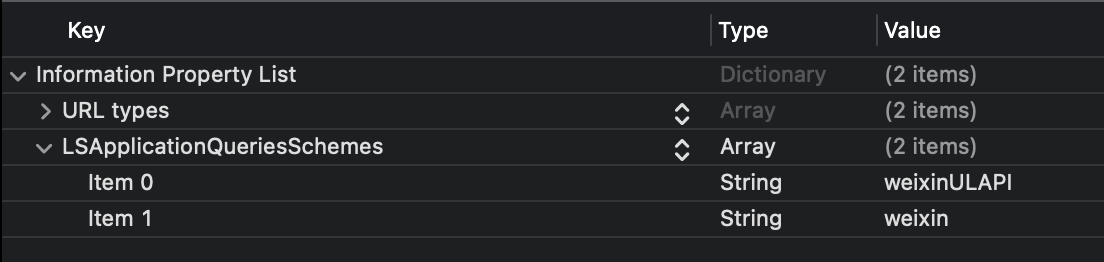 Key Type Value
Information Property List Dictionary (2 items)
URL types Array (2 items)
LSApplicationQueriesSchemes Array (2 items)
Item 0 String weixinULAPI
Item 1 String weixin